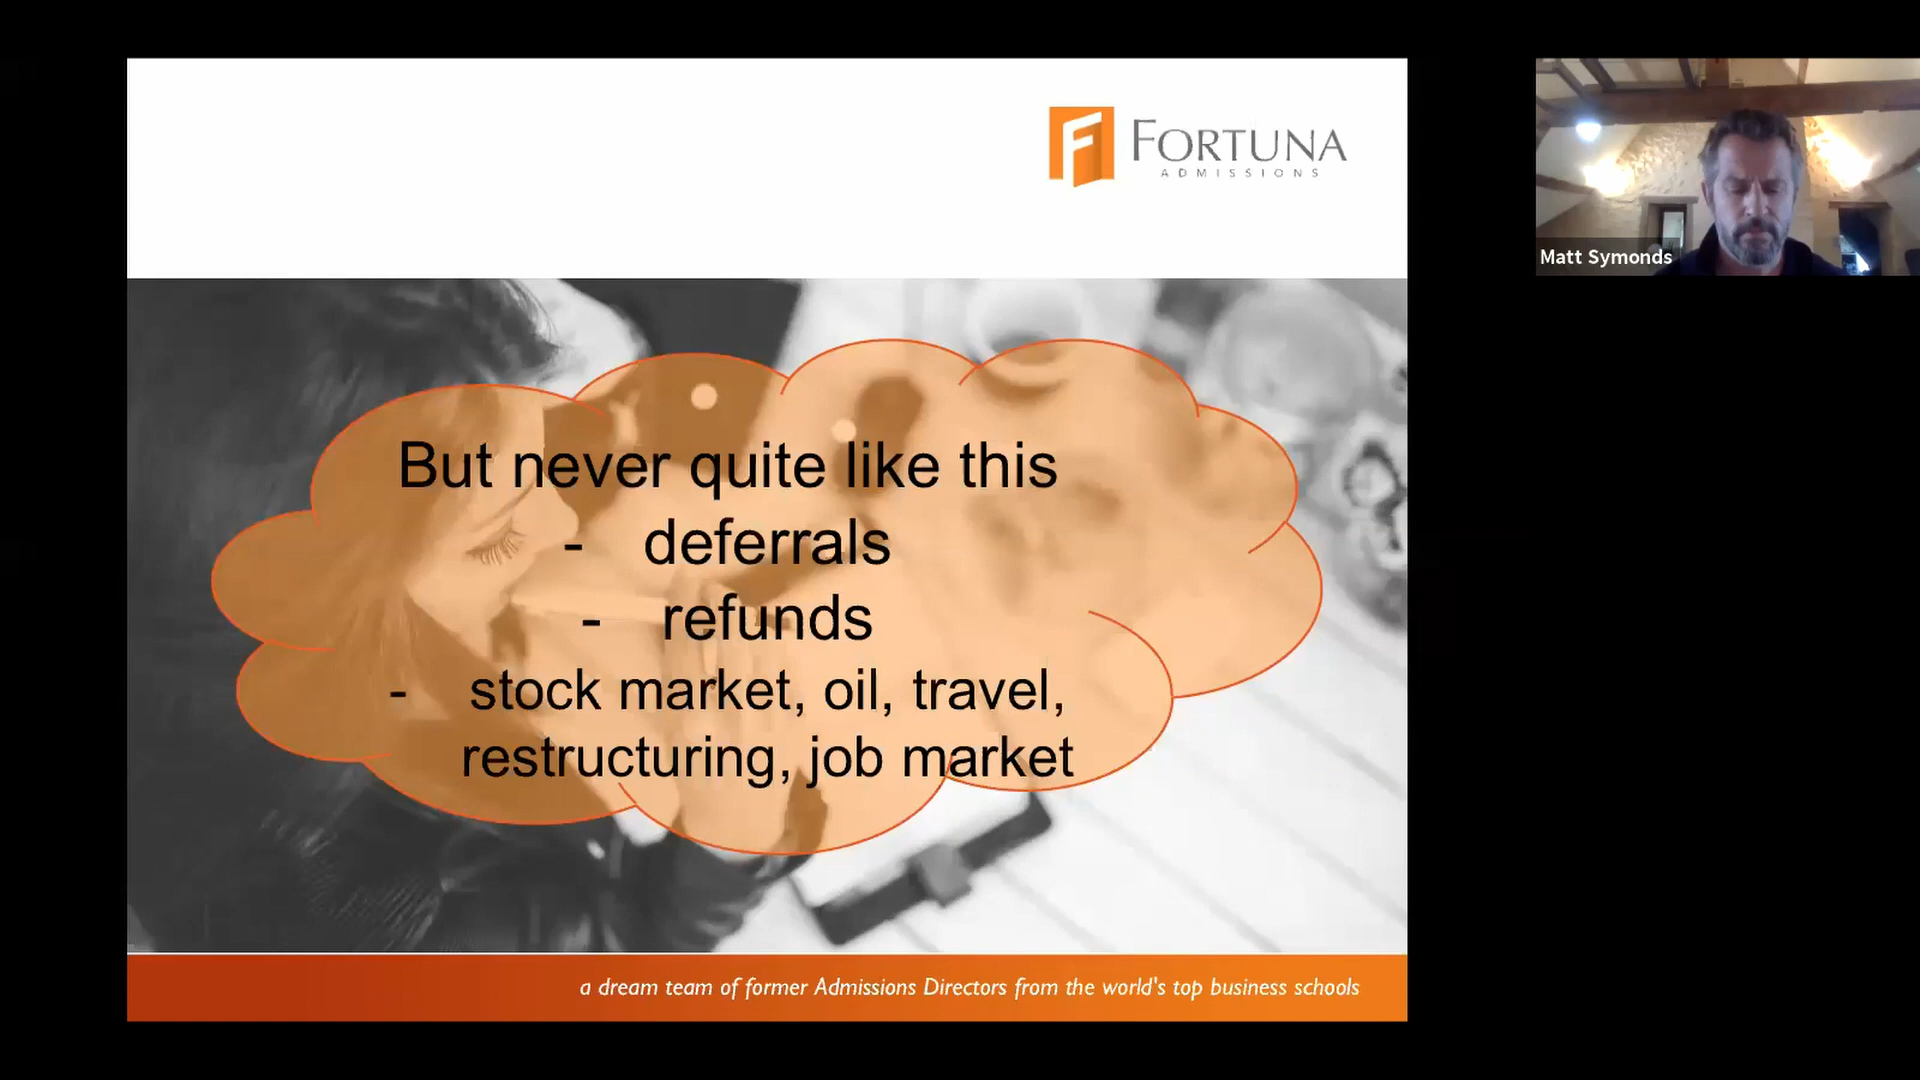 FORTUNA
ADMISSIONS
Matt Symonds
But never quite like this
- deferrals
- refunds
- stock market, oil, travel,
restructuring, job market
a dream team of former Admissions Directors from the world's top business schools